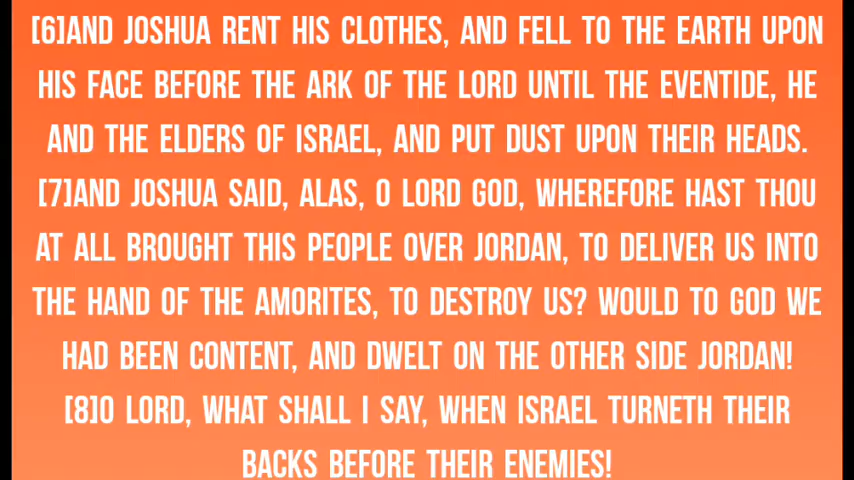 [6]AND JOSHUA RENT HIS CLOTHES, AND FELL TO THE EARTH UPON
HIS FACE BEFORE THE ARK OF THE LORD UNTIL THE EVENTIDE, HE
AND THE ELDERS OF ISRAEL, AND PUT DUST UPON THEIR HEADS.
[7]AND JOSHUA SAID, ALAS, O LORD GOD, WHEREFORE HAST THOU
AT ALL BROUGHT THIS PEOPLE OVER JORDAN, TO DELIVER US INTO
THE HAND OF THE AMORITES, TO DESTROY US? WOULD TO GOD WE
HAD BEEN CONTENT, AND DWELT ON THE OTHER SIDE JORDAN!
[8]O LORD, WHAT SHALL I SAY, WHEN ISRAEL TURNETH THEIR
BACKS BEFORE THEIR ENEMIES!